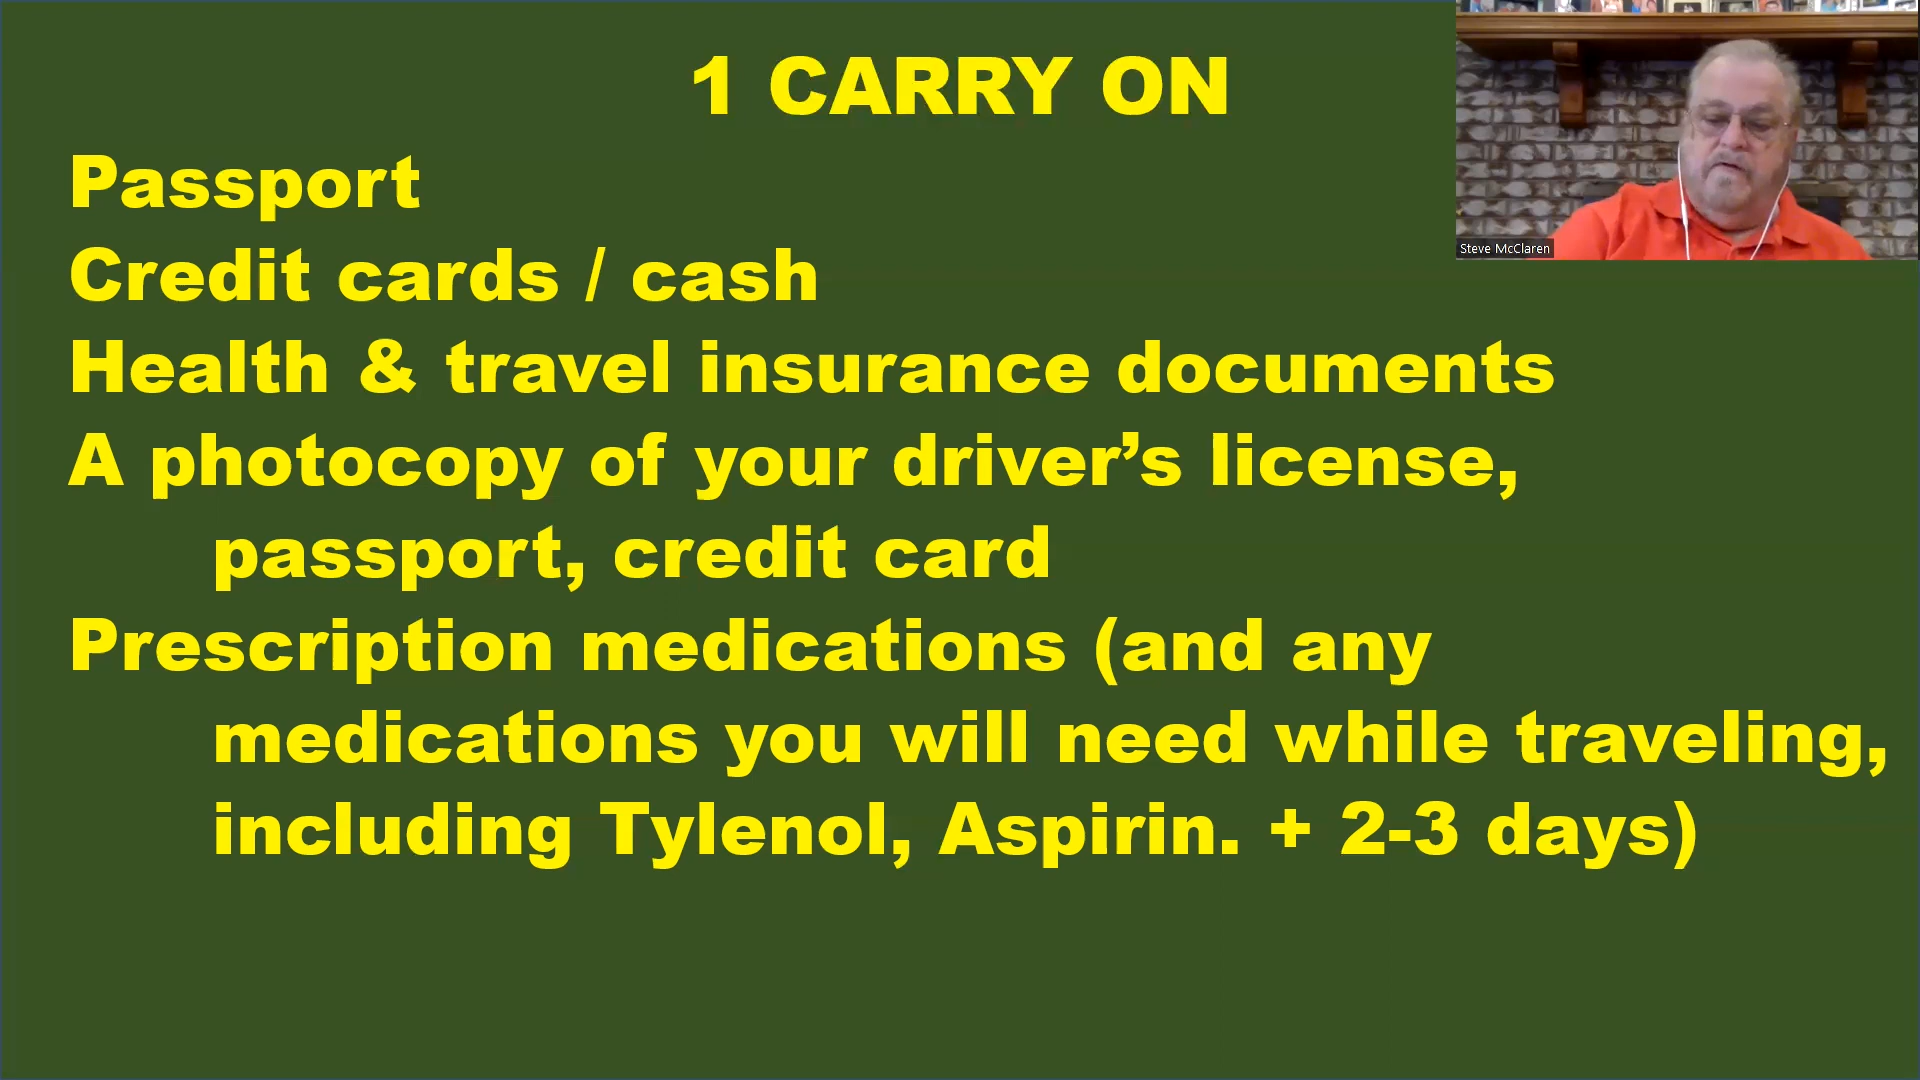 1 CARRY ON
Passport
Credit cards / cash
Health & travel insurance documents
A photocopy of your driver’s license,
passport, credit card
Prescription medications (and any
medications you will need while traveling,
including Tylenol, Aspirin. + 2-3 days)
Steve McClaren